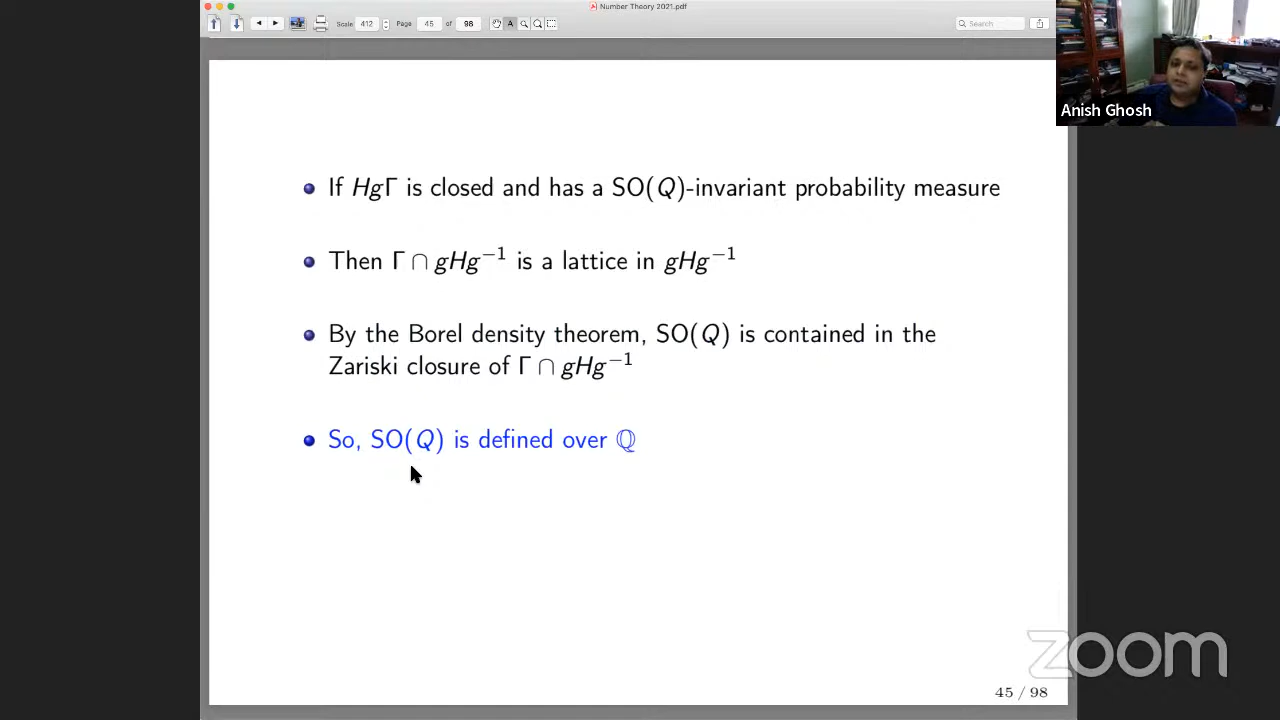 Number Theory 2021.pdf
Scale 412 Page 45 of 98 Search
Anish Ghosh
If HgΓ is closed and has a SO(Q)-invariant probability measure
Then Γ ∩ gHg⁻¹ is a lattice in gHg⁻¹
By the Borel density theorem, SO(Q) is contained in the
Zariski closure of Γ ∩ gHg⁻¹
So, SO(Q) is defined over ℚ
zoom
45 / 98